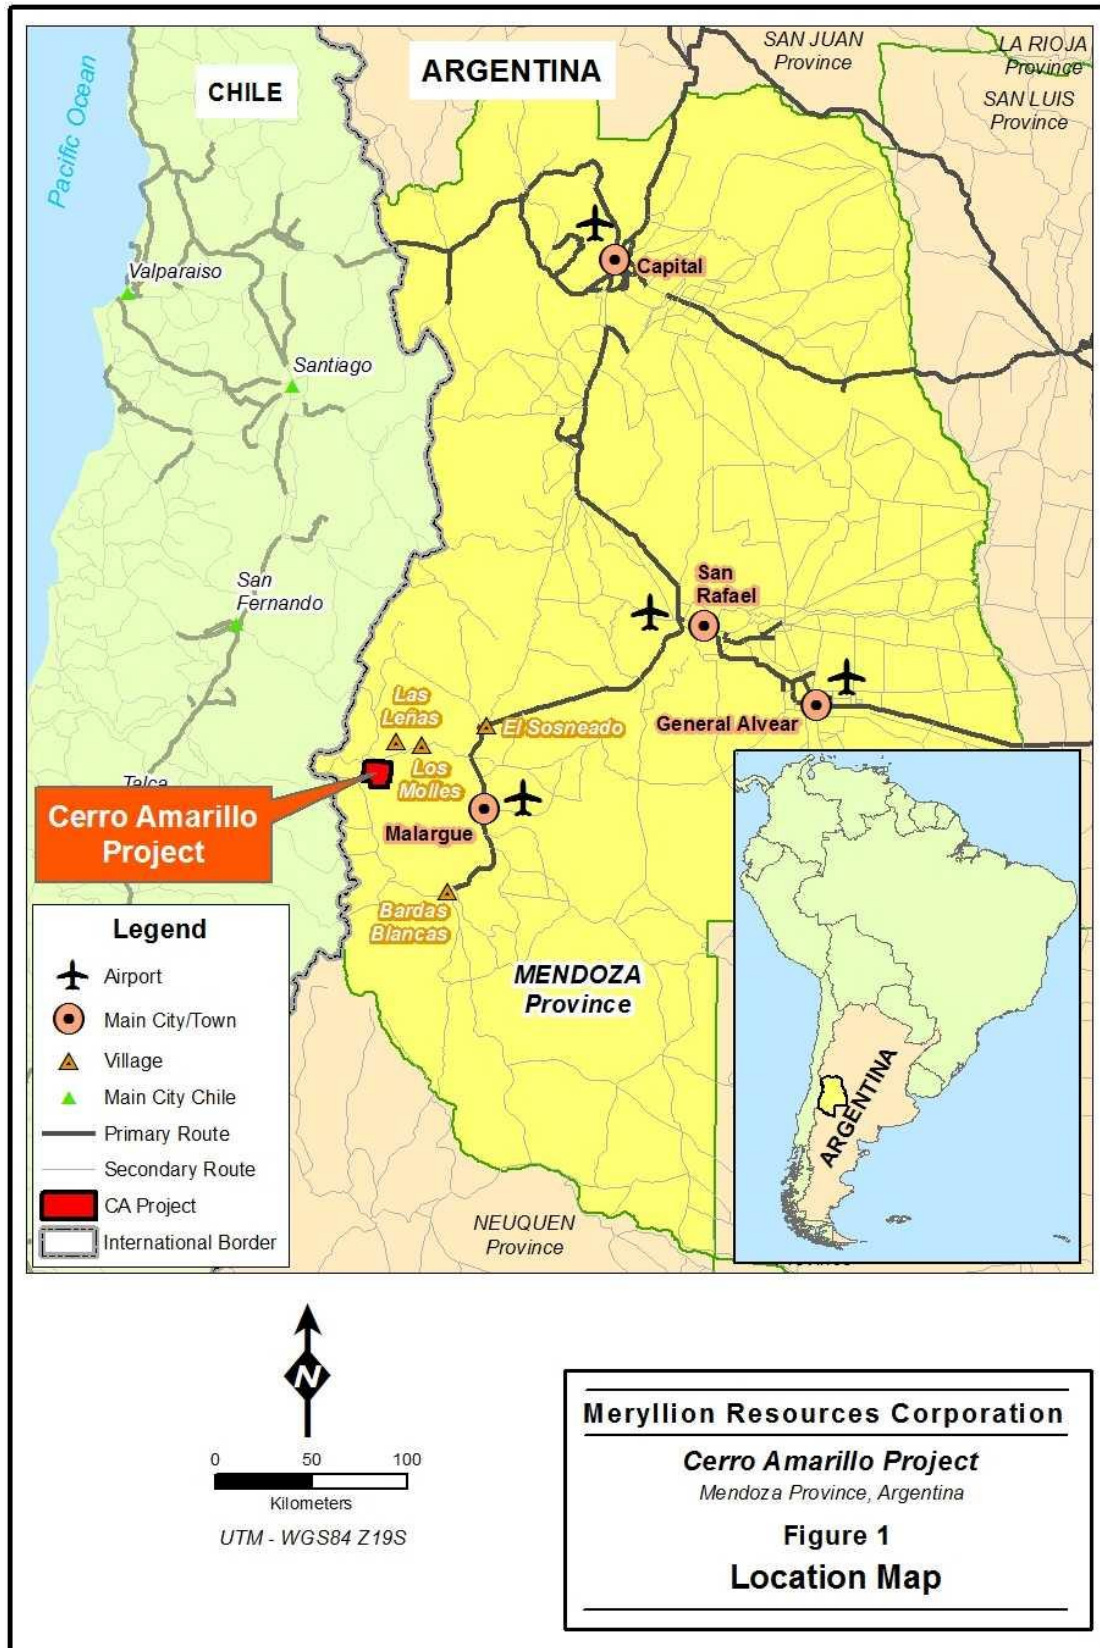 Pacific Ocean
CHILE
ARGENTINA
SAN JUAN
Province
LA RIOJA
Province
SAN LUIS
Province
Capital
Valparaiso
Santiago
San
Fernando
San
Rafael
General Alvear
Las
Leñas
El Sosneado
Los
Molles
Talca
Cerro Amarillo
Project
Malargue
Bardas
Blancas
MENDOZA
Province
NEUQUEN
Province
ARGENTINA
Legend
Airport
Main City/Town
Village
Main City Chile
Primary Route
Secondary Route
CA Project
International Border
N
0 50 100
Kilometers
UTM - WGS84 Z19S
Meryllion Resources Corporation
Cerro Amarillo Project
Mendoza Province, Argentina
Figure 1
Location Map